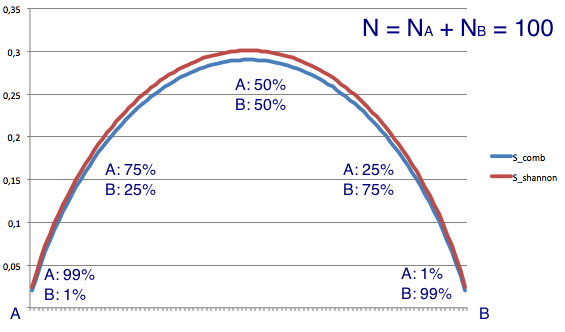 0,35
N = NA + NB = 100
0,3
A: 50%
B: 50%
0,25
0,2
A: 75%
B: 25%
A: 25%
B: 75%
S_comb
S_shannon
0,15
0,1
0,05
A: 99%
B: 1%
A: 1%
B: 99%
A
B